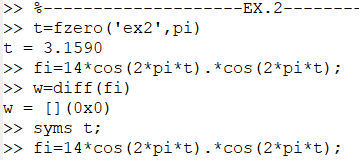 >> %--------------------EX.2--------
>> t=fzero('ex2',pi)
t = 3.1590
>> fi=14*cos(2*pi*t).*cos(2*pi*t);
>> w=diff(fi)
w = [](0x0)
>> syms t;
>> fi=14*cos(2*pi*t).*cos(2*pi*t);